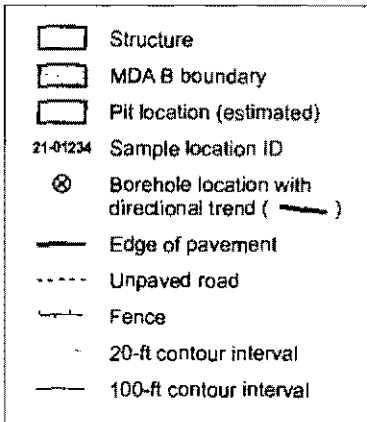 Structure
MDA B boundary
Pit location (estimated)
21-01234 Sample location ID
Borehole location with
directional trend ( )
Edge of pavement
Unpaved road
Fence
20-ft contour interval
100-ft contour interval